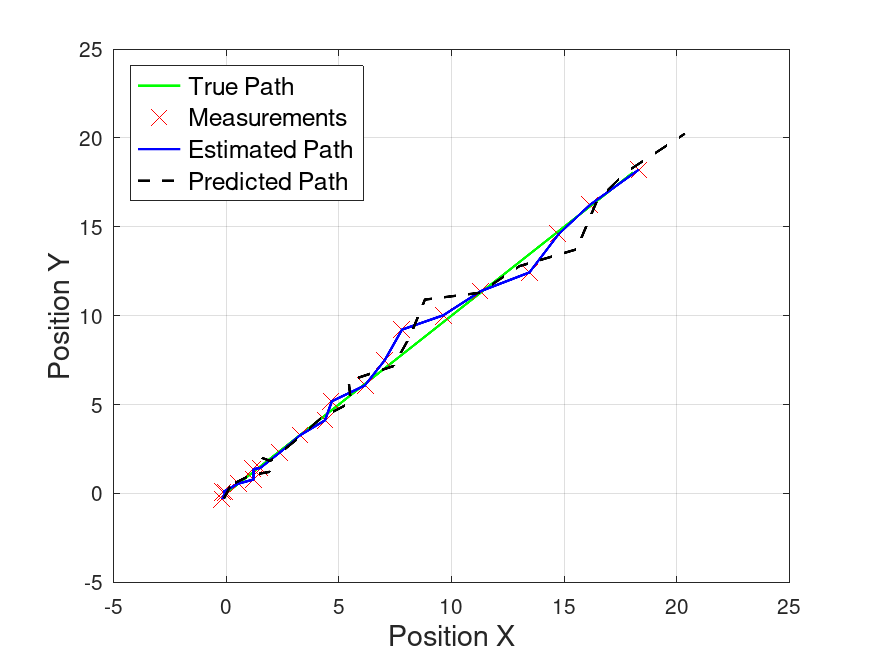 25
20
15
10
5
0
-5
Position Y
True Path
Measurements
Estimated Path
Predicted Path
-5 0 5 10 15 20 25
Position X